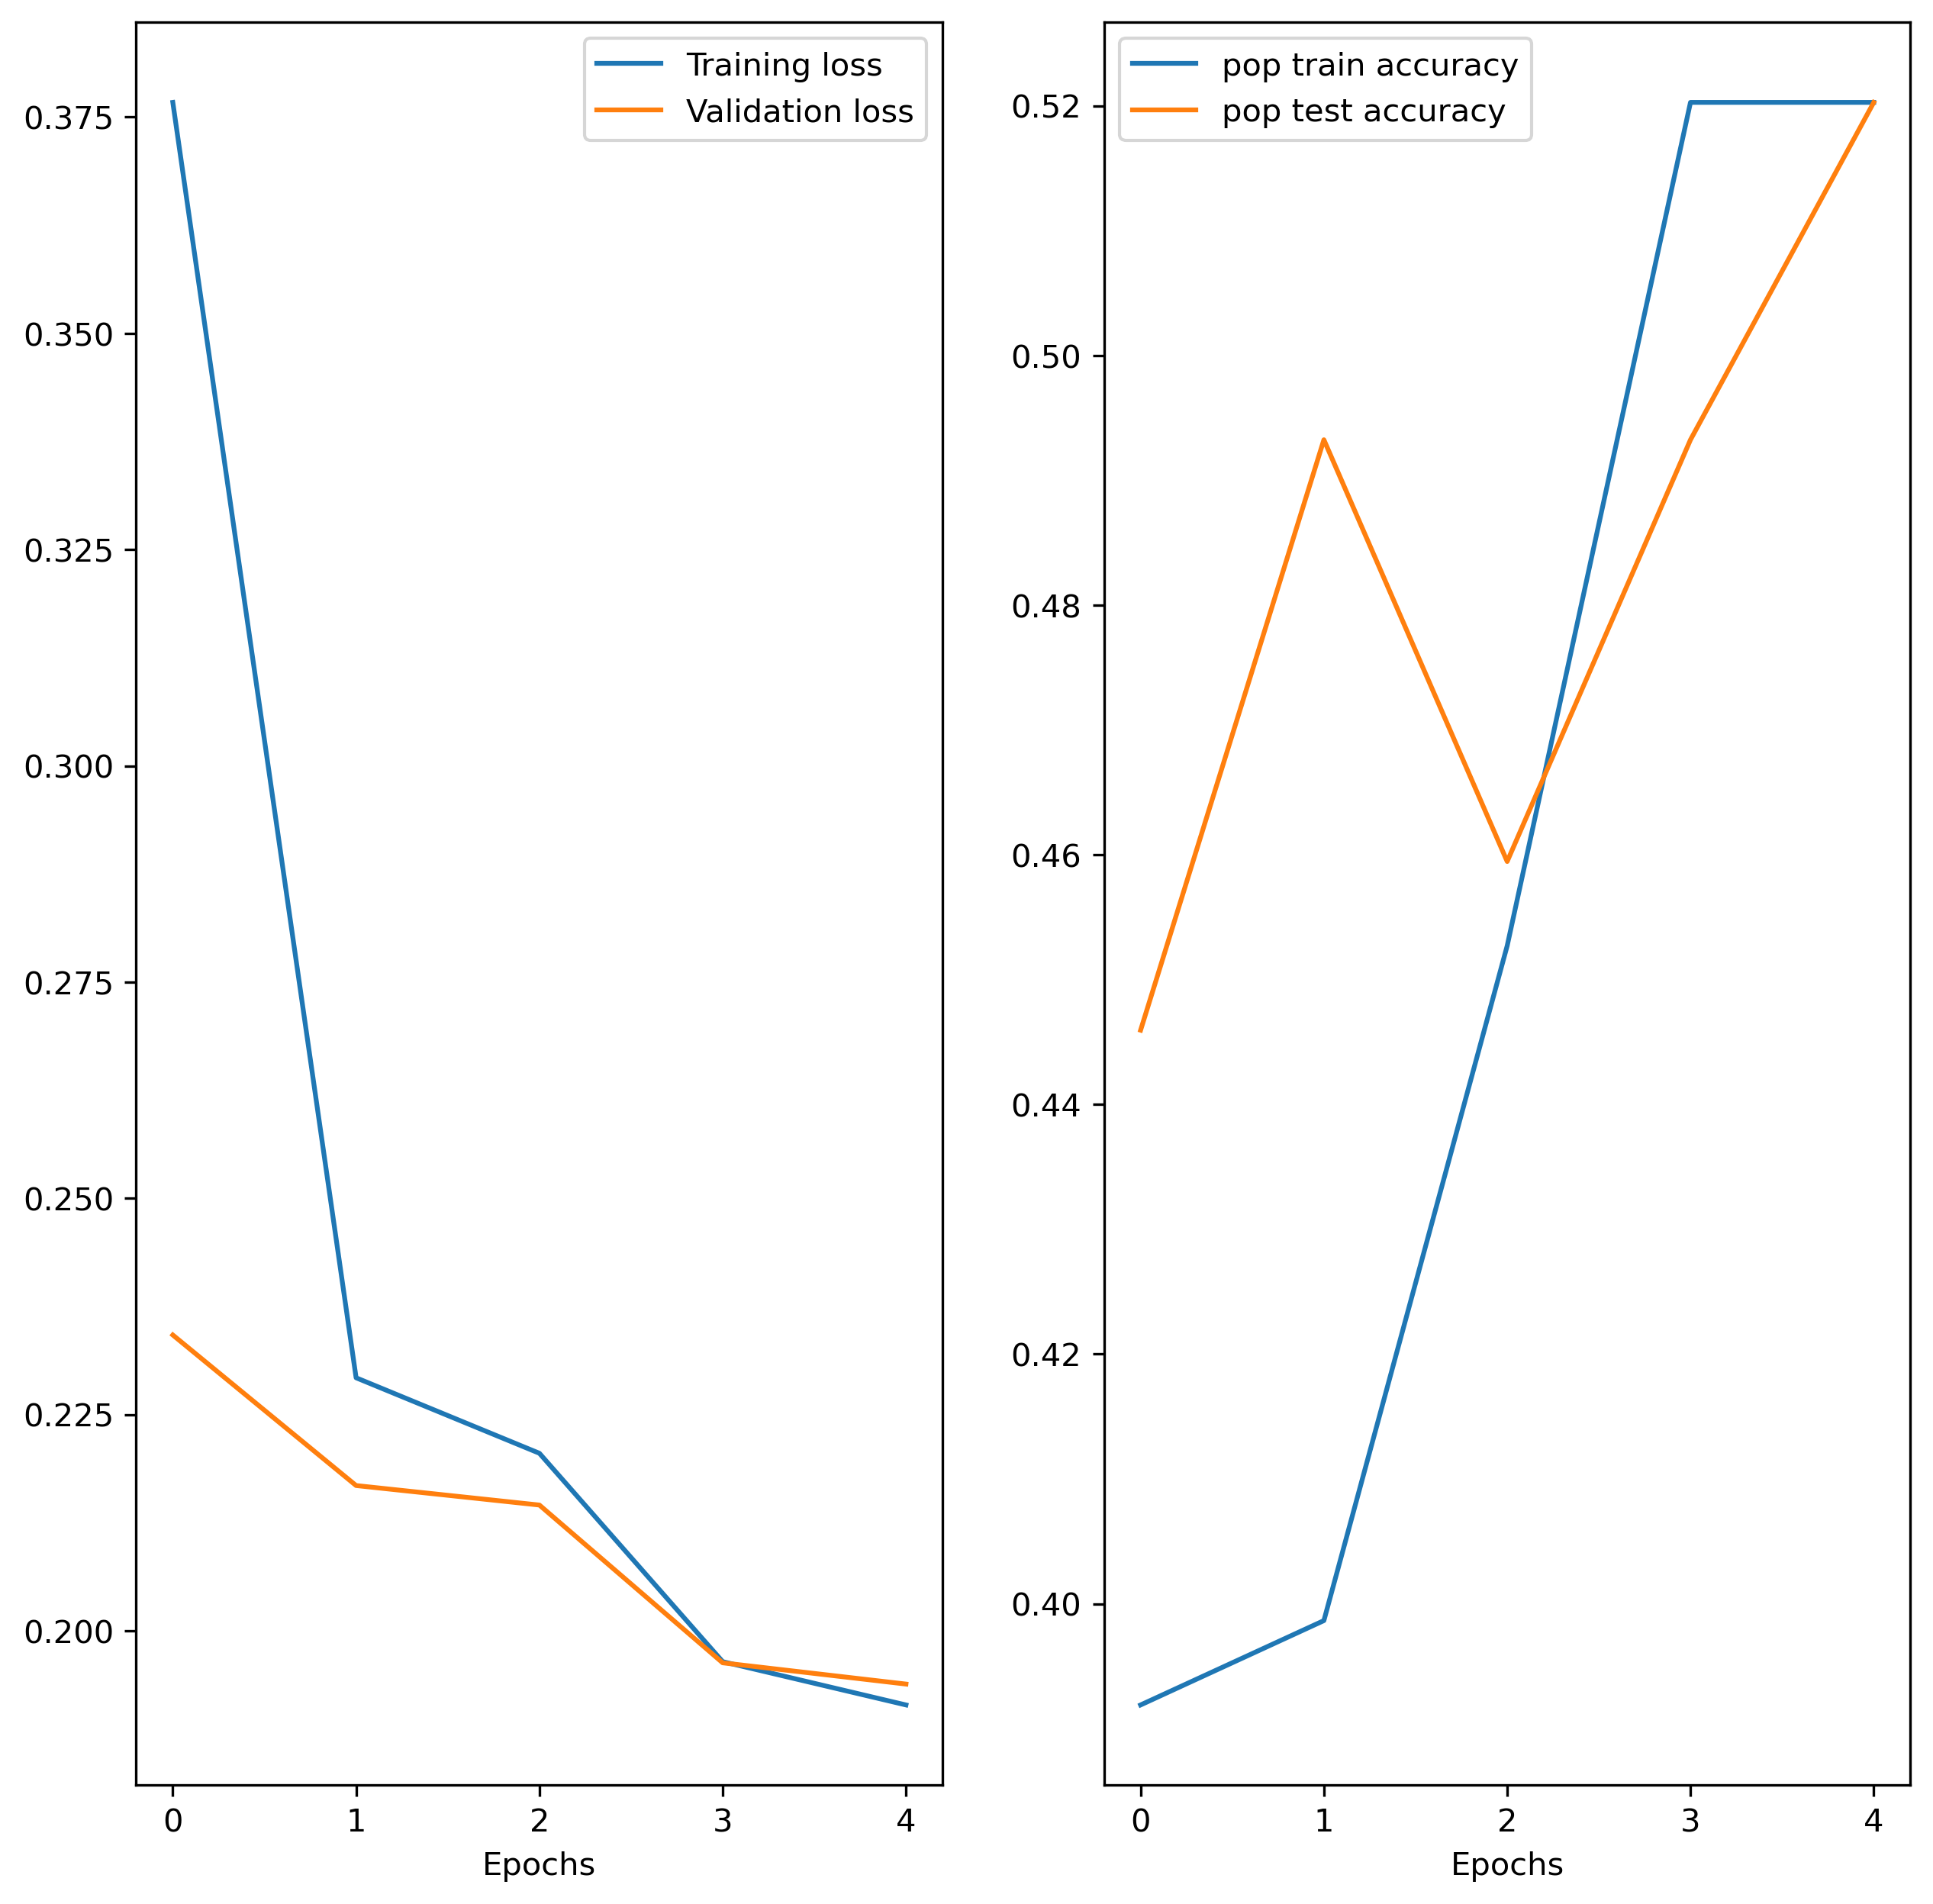 Training loss
Validation loss
0.375
0.350
0.325
0.300
0.275
0.250
0.225
0.200
0 1 2 3 4
Epochs
pop train accuracy
pop test accuracy
0.52
0.50
0.48
0.46
0.44
0.42
0.40
0 1 2 3 4
Epochs